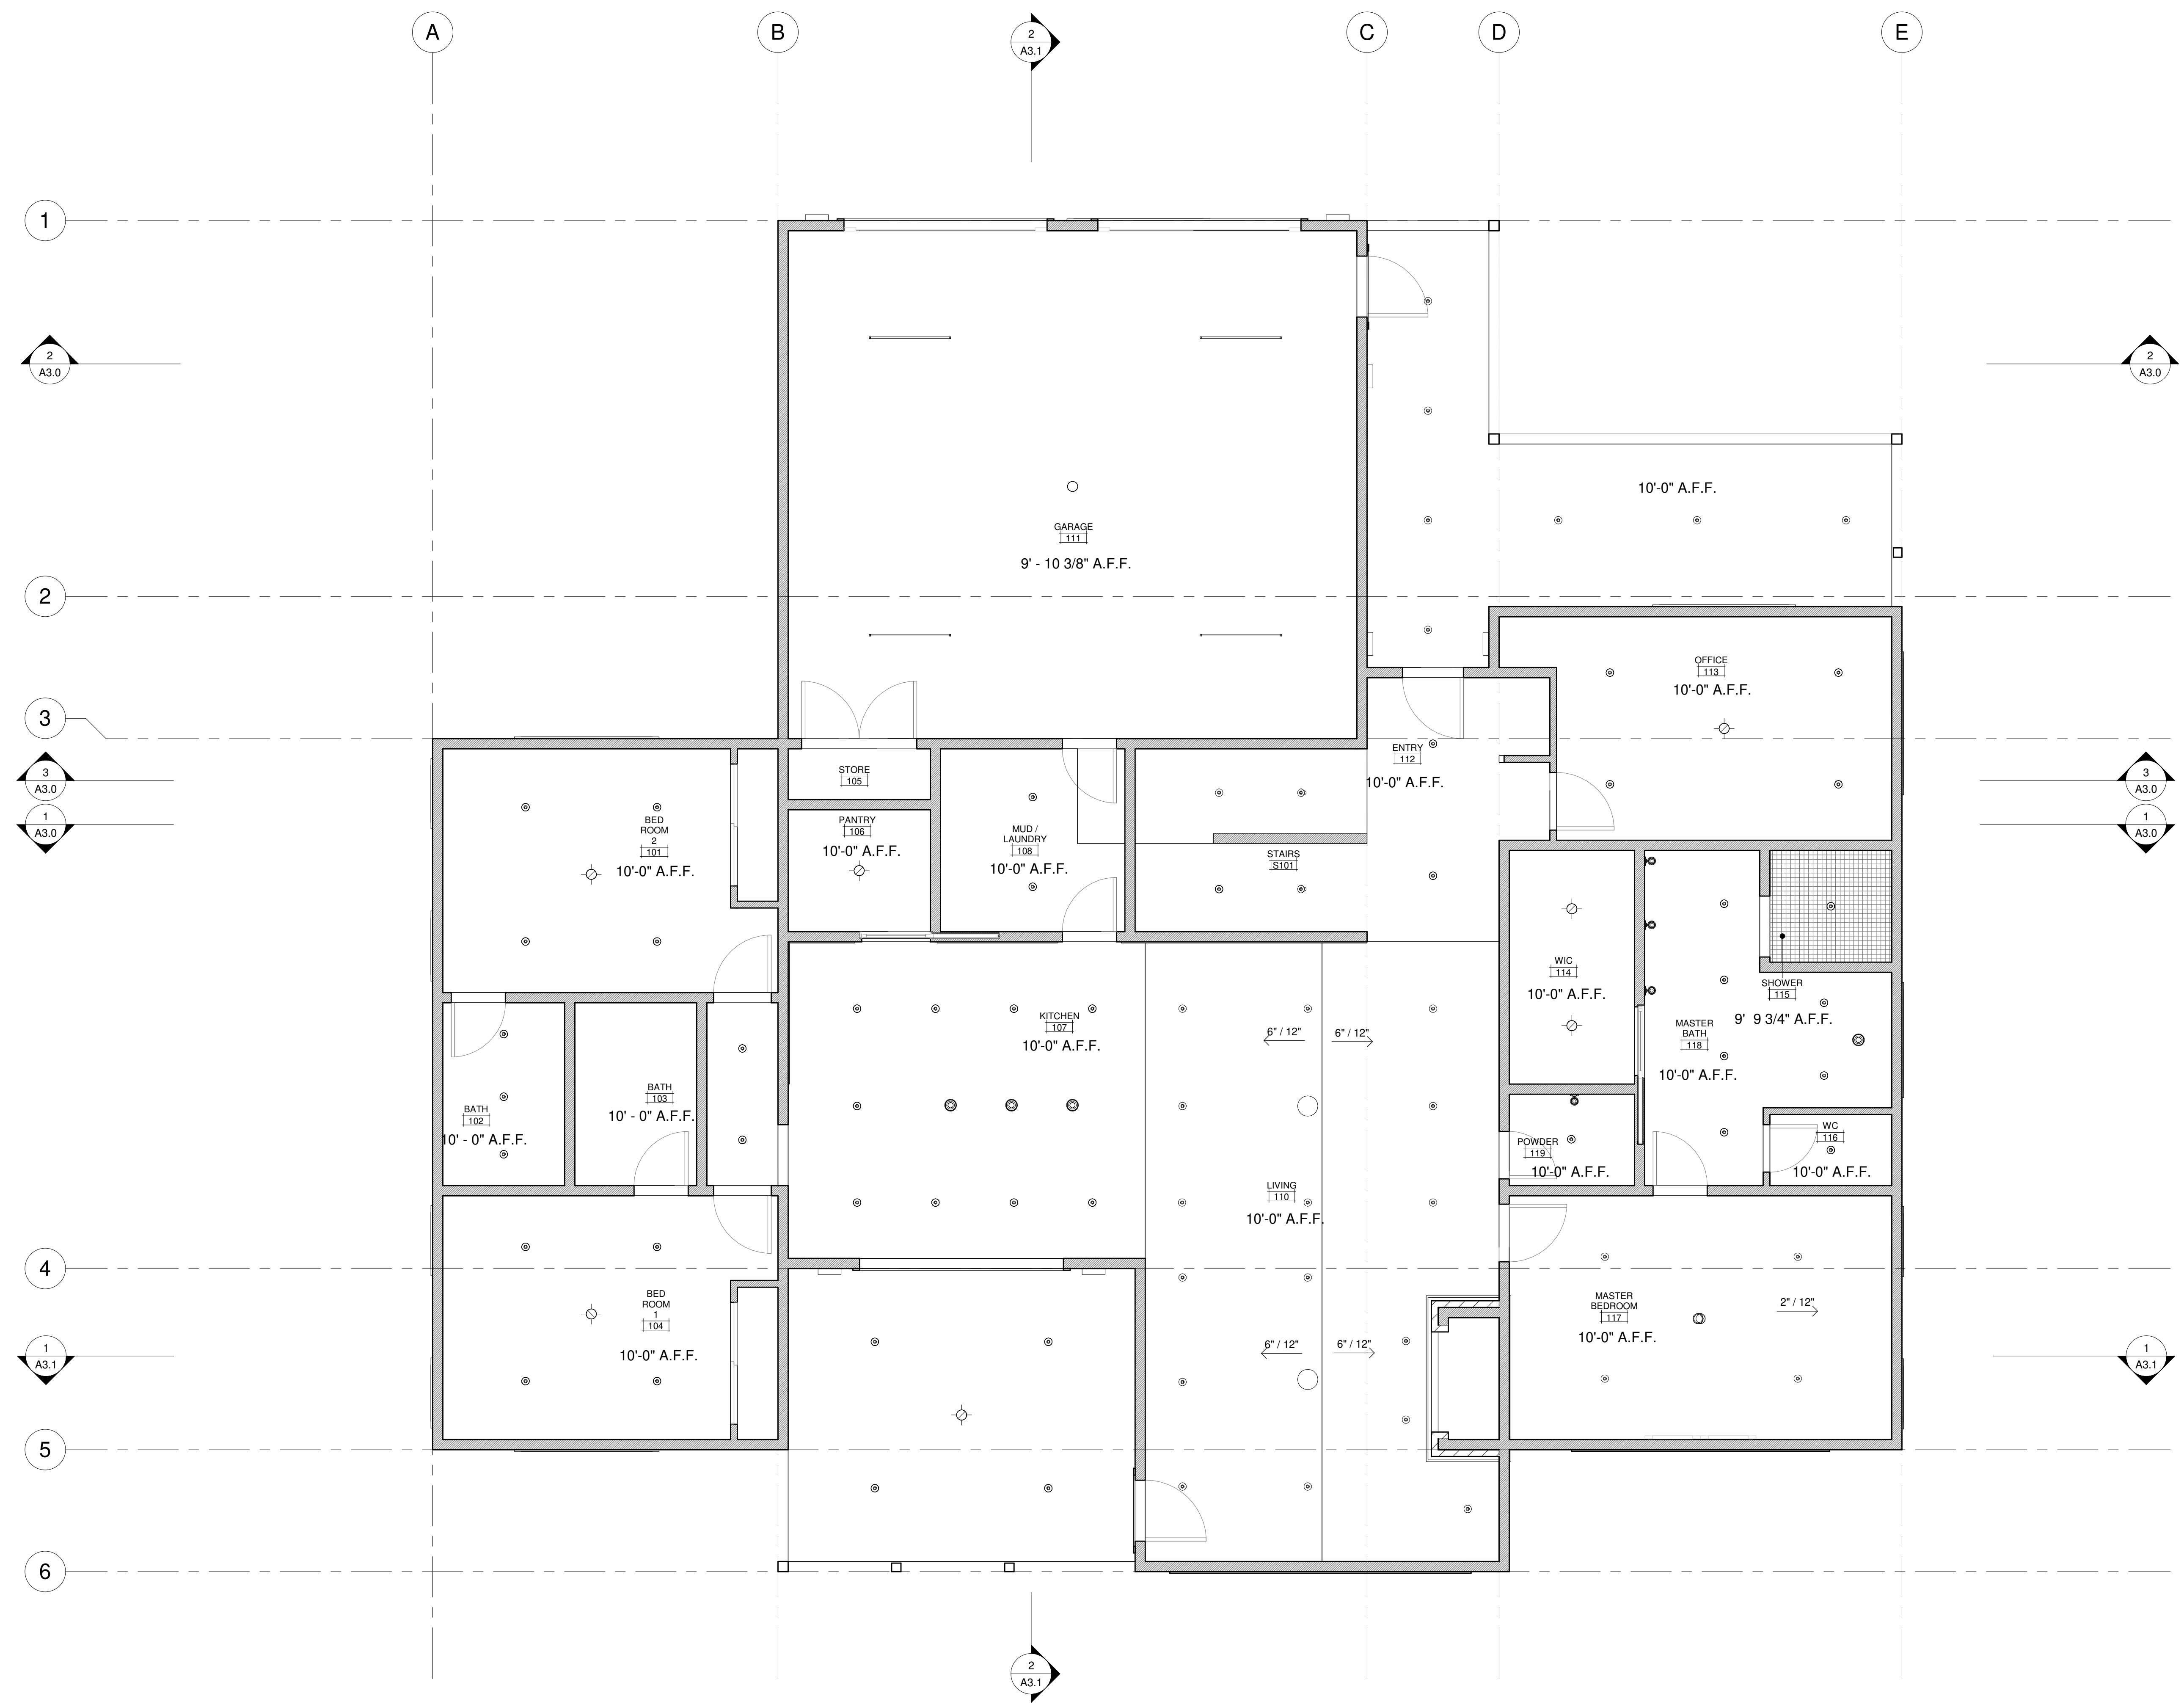 A
B
C
D
E
2
A3.1
1
2
A3.0
2
A3.0
10'-0" A.F.F.
GARAGE
111
9' - 10 3/8" A.F.F.
2
OFFICE
113
10'-0" A.F.F.
3
3
A3.0
3
A3.0
1
A3.0
1
A3.0
STORE
105
ENTRY
112
10'-0" A.F.F.
BED
ROOM
2
101
10'-0" A.F.F.
PANTRY
106
10'-0" A.F.F.
MUD /
LAUNDRY
108
10'-0" A.F.F.
STAIRS
S101
WIC
114
10'-0" A.F.F.
SHOWER
115
9' 9 3/4" A.F.F.
KITCHEN
107
10'-0" A.F.F.
6" / 12"
6" / 12"
MASTER
BATH
118
10'-0" A.F.F.
BATH
102
10' - 0" A.F.F.
BATH
103
10' - 0" A.F.F.
POWDER
119
10'-0" A.F.F.
WC
116
10'-0" A.F.F.
LIVING
110
10'-0" A.F.F.
4
BED
ROOM
1
104
10'-0" A.F.F.
6" / 12"
6" / 12"
MASTER
BEDROOM
117
10'-0" A.F.F.
2" / 12"
1
A3.1
1
A3.1
5
6
2
A3.1